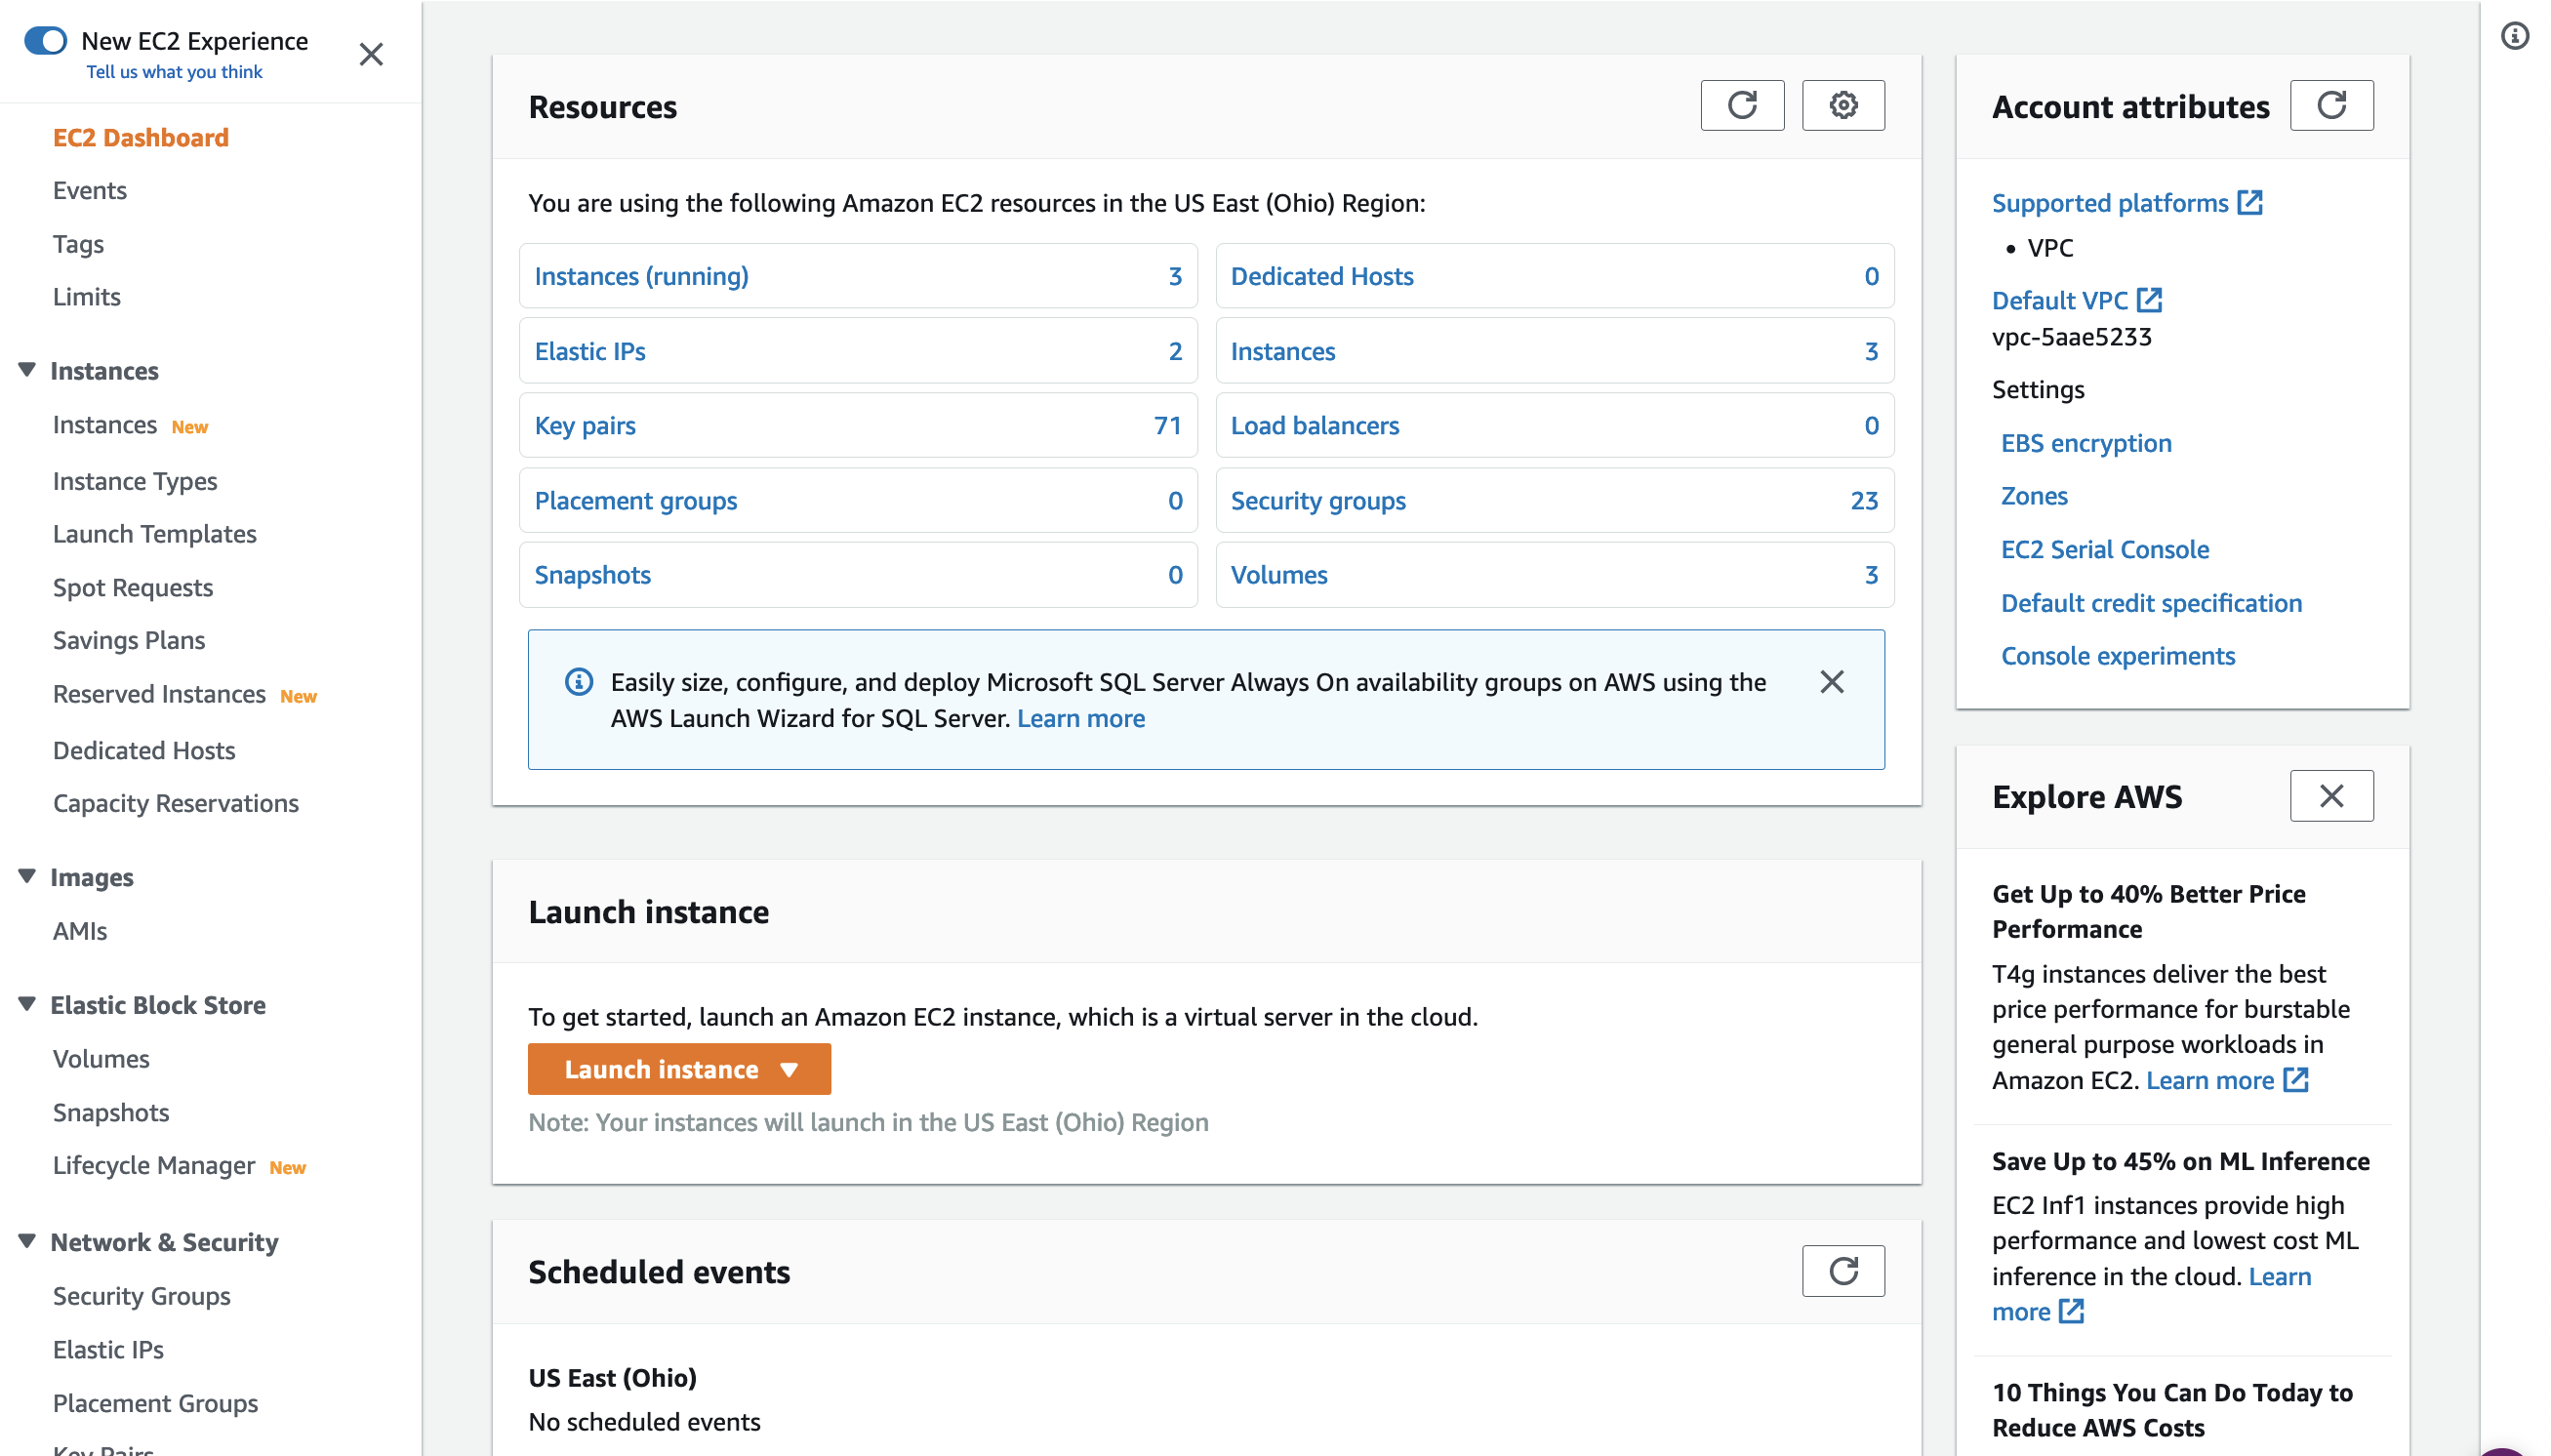 New EC2 Experience
Tell us what you think
EC2 Dashboard
Events
Tags
Limits
Instances
Instances New
Instance Types
Launch Templates
Spot Requests
Savings Plans
Reserved Instances New
Dedicated Hosts
Capacity Reservations
Images
AMIs
Elastic Block Store
Volumes
Snapshots
Lifecycle Manager New
Network & Security
Security Groups
Elastic IPs
Placement Groups
Key Pairs
Resources
You are using the following Amazon EC2 resources in the US East (Ohio) Region:
Instances (running) 3
Dedicated Hosts 0
Elastic IPs 2
Instances 3
Key pairs 71
Load balancers 0
Placement groups 0
Security groups 23
Snapshots 0
Volumes 3
Easily size, configure, and deploy Microsoft SQL Server Always On availability groups on AWS using the
AWS Launch Wizard for SQL Server. Learn more
Launch instance
To get started, launch an Amazon EC2 instance, which is a virtual server in the cloud.
Launch instance
Note: Your instances will launch in the US East (Ohio) Region
Scheduled events
US East (Ohio)
No scheduled events
Account attributes
Supported platforms
• VPC
Default VPC
vpc-5aae5233
Settings
EBS encryption
Zones
EC2 Serial Console
Default credit specification
Console experiments
Explore AWS
Get Up to 40% Better Price
Performance
T4g instances deliver the best
price performance for burstable
general purpose workloads in
Amazon EC2. Learn more
Save Up to 45% on ML Inference
EC2 Inf1 instances provide high
performance and lowest cost ML
inference in the cloud. Learn
more
10 Things You Can Do Today to
Reduce AWS Costs